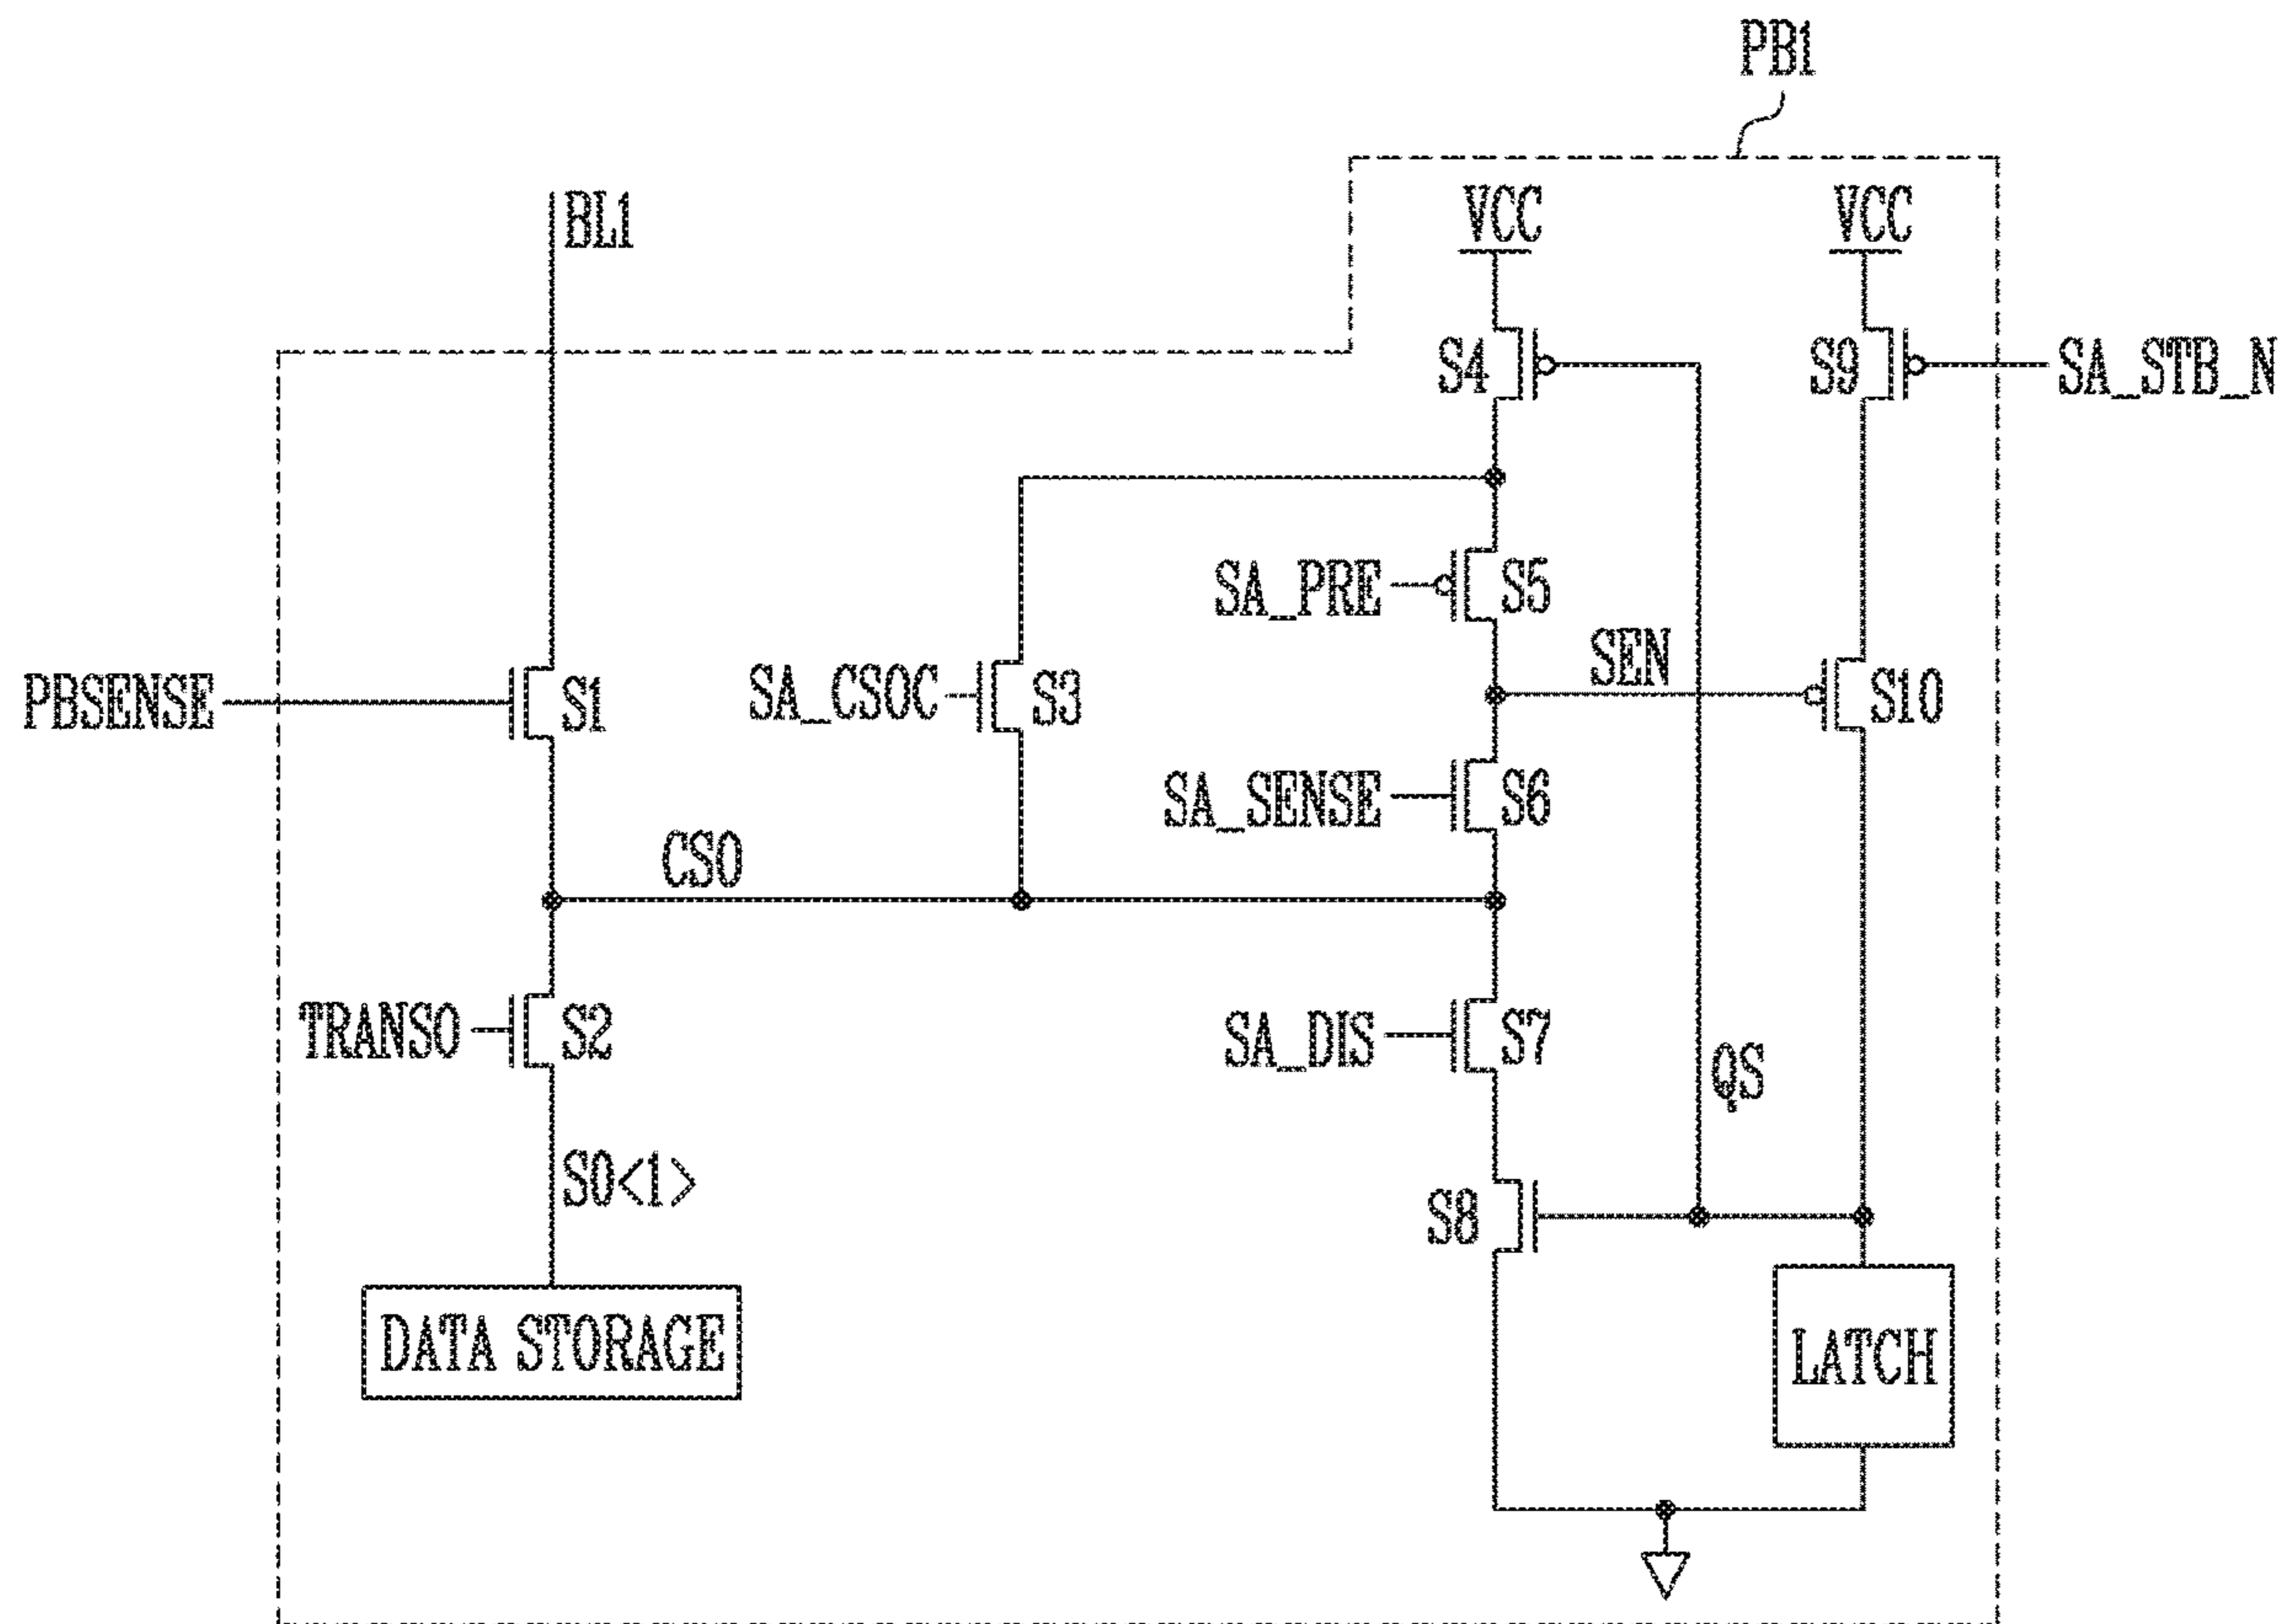 PB1
BL1
VCC
VCC
S4
S9
SA_STB_N
SA_PRE
S5
SEN
PBSENSE
S1
SA_CSOC
S3
S10
SA_SENSE
S6
CSO
TRANSO
S2
SA_DIS
S7
QS
S0<1>
S8
DATA STORAGE
LATCH